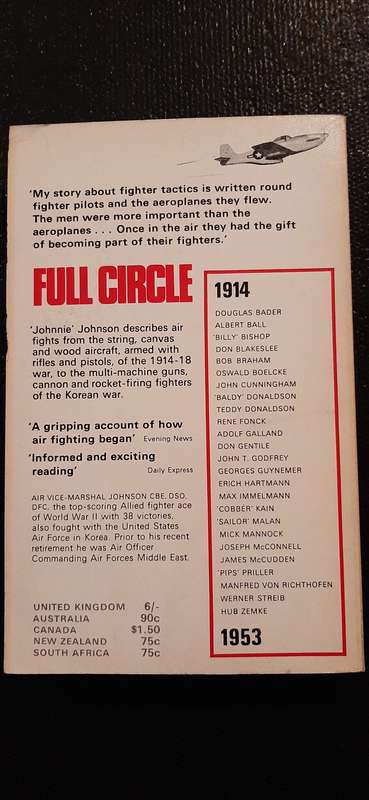 'My story about fighter tactics is written round
fighter pilots and the aeroplanes they flew.
The men were more important than the
aeroplanes . . . Once in the air they had the gift
of becoming part of their fighters.'
FULL CIRCLE
'Johnnie' Johnson describes air
fights from the string, canvas
and wood aircraft, armed with
rifles and pistols, of the 1914-18
war, to the multi-machine guns,
cannon and rocket-firing fighters
of the Korean war.
'A gripping account of how
air fighting began' Evening News
'Informed and exciting
reading' Daily Express
AIR VICE-MARSHAL JOHNSON CBE, DSO,
DFC, the top-scoring Allied fighter ace
of World War II with 38 victories,
also fought with the United States
Air Force in Korea. Prior to his recent
retirement he was Air Officer
Commanding Air Forces Middle East.
UNITED KINGDOM 6/-
AUSTRALIA 90c
CANADA $1.50
NEW ZEALAND 75c
SOUTH AFRICA 75c
1914
DOUGLAS BADER
ALBERT BALL
'BILLY' BISHOP
DON BLAKESLEE
BOB BRAHAM
OSWALD BOELCKE
JOHN CUNNINGHAM
'BALDY' DONALDSON
TEDDY DONALDSON
RENE FONCK
ADOLF GALLAND
DON GENTILE
JOHN T. GODFREY
GEORGES GUYNEMER
ERICH HARTMANN
MAX IMMELMANN
'COBBER' KAIN
'SAILOR' MALAN
MICK MANNOCK
JOSEPH McCONNELL
JAMES McCUDDEN
'PIPS' PRILLER
MANFRED VON RICHTHOFEN
WERNER STREIB
HUB ZEMKE
1953